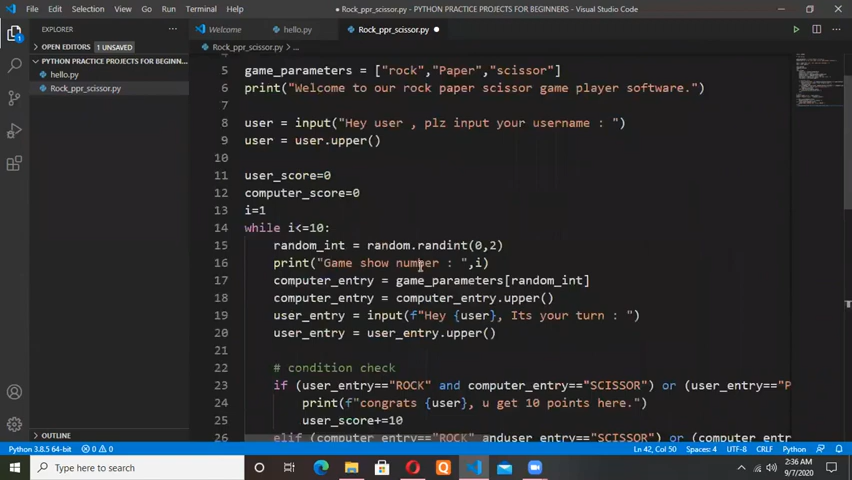 File Edit Selection View Go Run Terminal Help
Rock_ppr_scissor.py - PYTHON PRACTICE PROJECTS FOR BEGINNERS - Visual Studio Code
EXPLORER
Welcome hello.py Rock_ppr_scissor.py
OPEN EDITORS 1 UNSAVED
Rock_ppr_scissor.py > ...
PYTHON PRACTICE PROJECTS FOR BEGINN...
hello.py
Rock_ppr_scissor.py
4
5 game_parameters = ["rock","Paper","scissor"]
6 print("Welcome to our rock paper scissor game player software.")
7
8 user = input("Hey user , plz input your username : ")
9 user = user.upper()
10
11 user_score=0
12 computer_score=0
13 i=1
14 while i<=10:
15 random_int = random.randint(0,2)
16 print("Game show number : ",i)
17 computer_entry = game_parameters[random_int]
18 computer_entry = computer_entry.upper()
19 user_entry = input(f"Hey {user}, Its your turn : ")
20 user_entry = user_entry.upper()
21
22 # condition check
23 if (user_entry=="ROCK" and computer_entry=="SCISSOR") or (user_entry=="P
24 print(f"congrats {user}, u get 10 points here.")
25 user_score+=10
26 elif (computer_entry=="ROCK" anduser_entry=="SCISSOR") or (computer_entry
OUTLINE
Python 3.8.5 64-bit 0 0
Ln 42, Col 50 Spaces: 4 UTF-8 CRLF Python
Type here to search
2:36 AM
9/7/2020